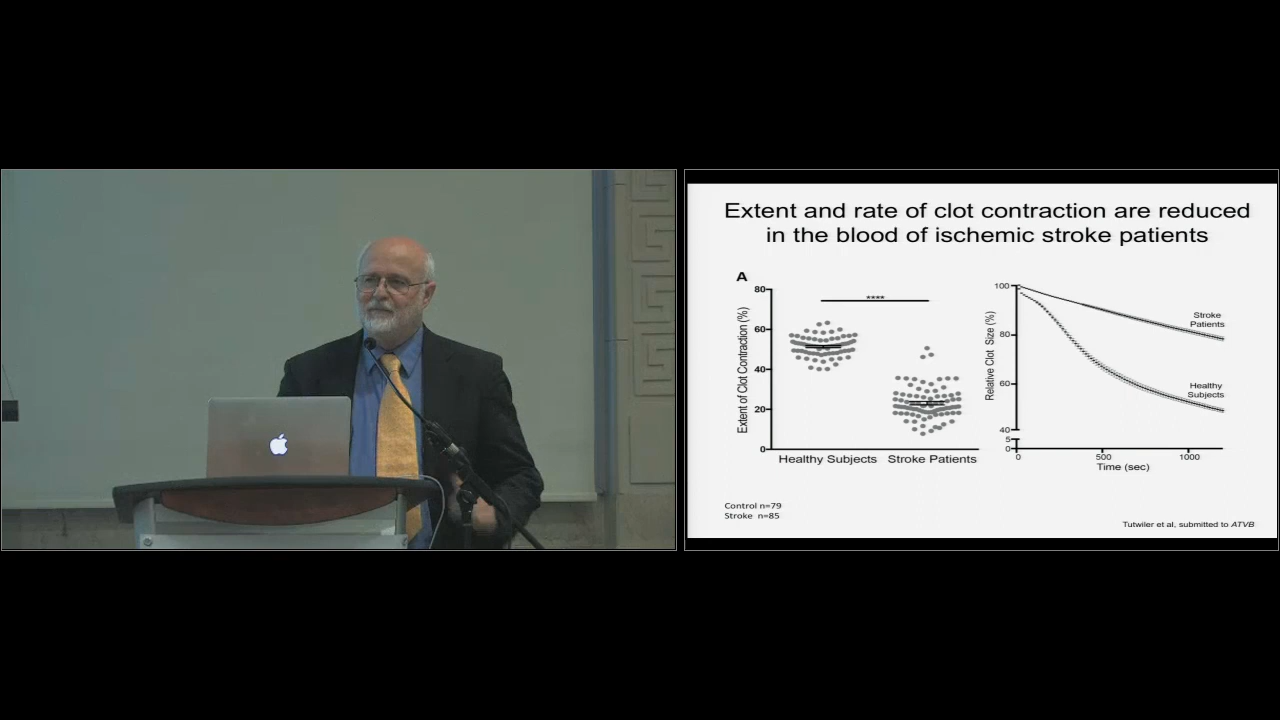 Extent and rate of clot contraction are reduced
in the blood of ischemic stroke patients
A
Extent of Clot Contraction (%)
80
60
40
20
0
****
Healthy Subjects
Stroke Patients
Relative Clot Size (%)
100
80
60
40
5
0
Stroke
Patients
Healthy
Subjects
0
500
1000
Time (sec)
Control n=79
Stroke n=85
Tutwiler et al, submitted to ATVB